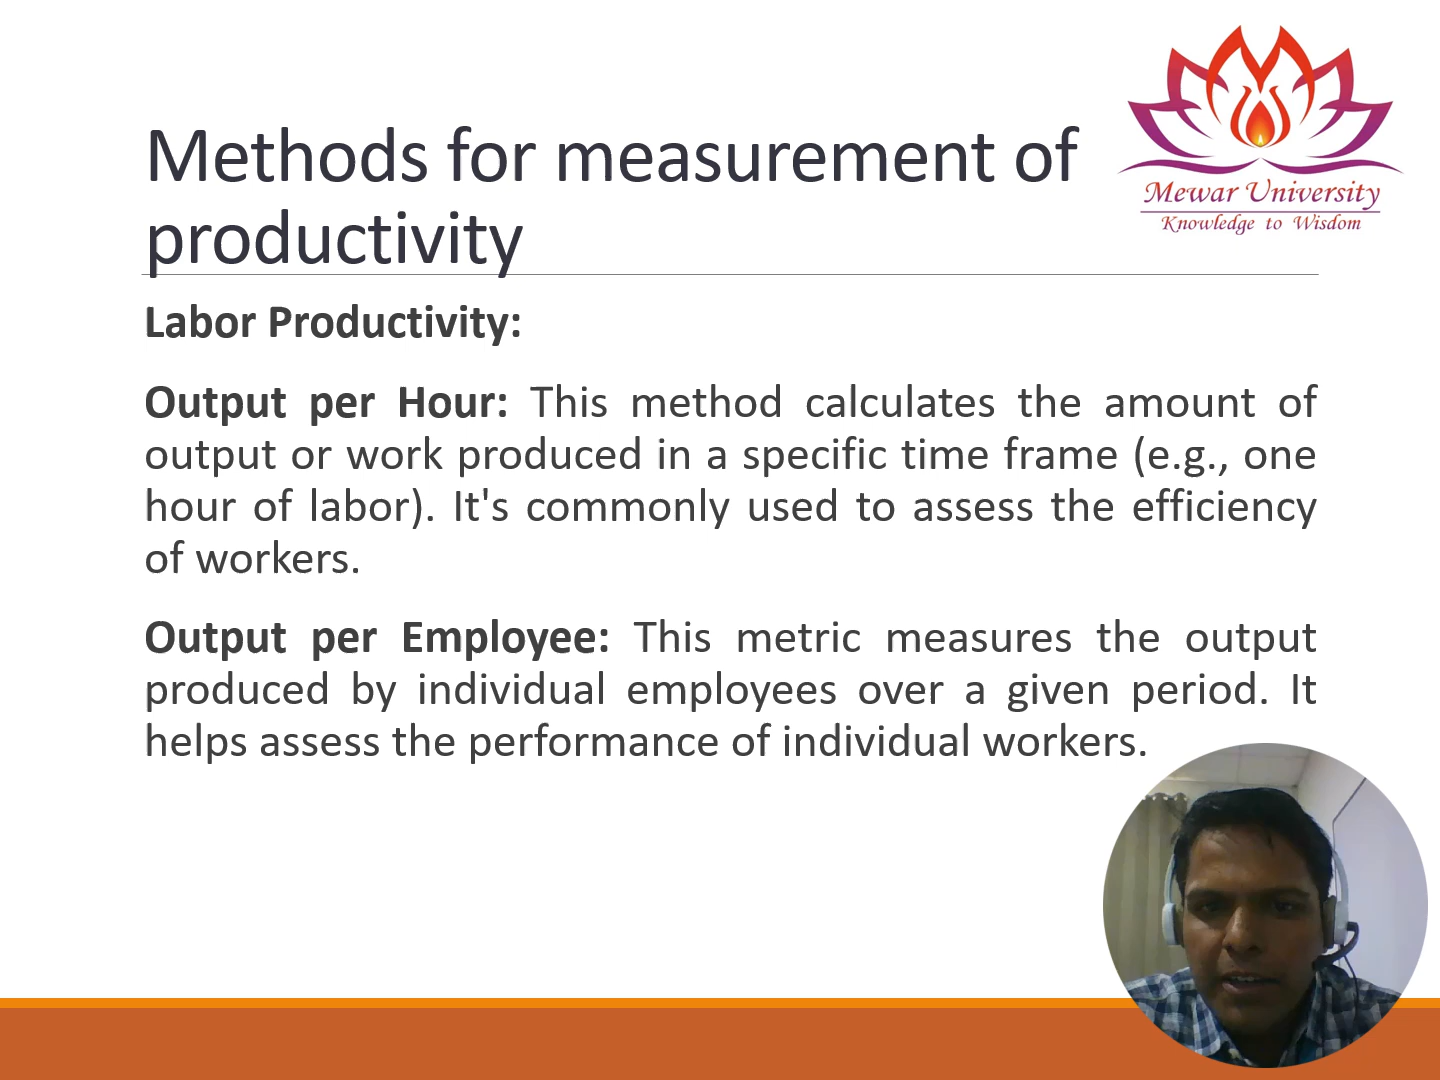 Methods for measurement of
productivity
Mewar University
Knowledge to Wisdom
Labor Productivity:
Output per Hour: This method calculates the amount of
output or work produced in a specific time frame (e.g., one
hour of labor). It's commonly used to assess the efficiency
of workers.
Output per Employee: This metric measures the output
produced by individual employees over a given period. It
helps assess the performance of individual workers.